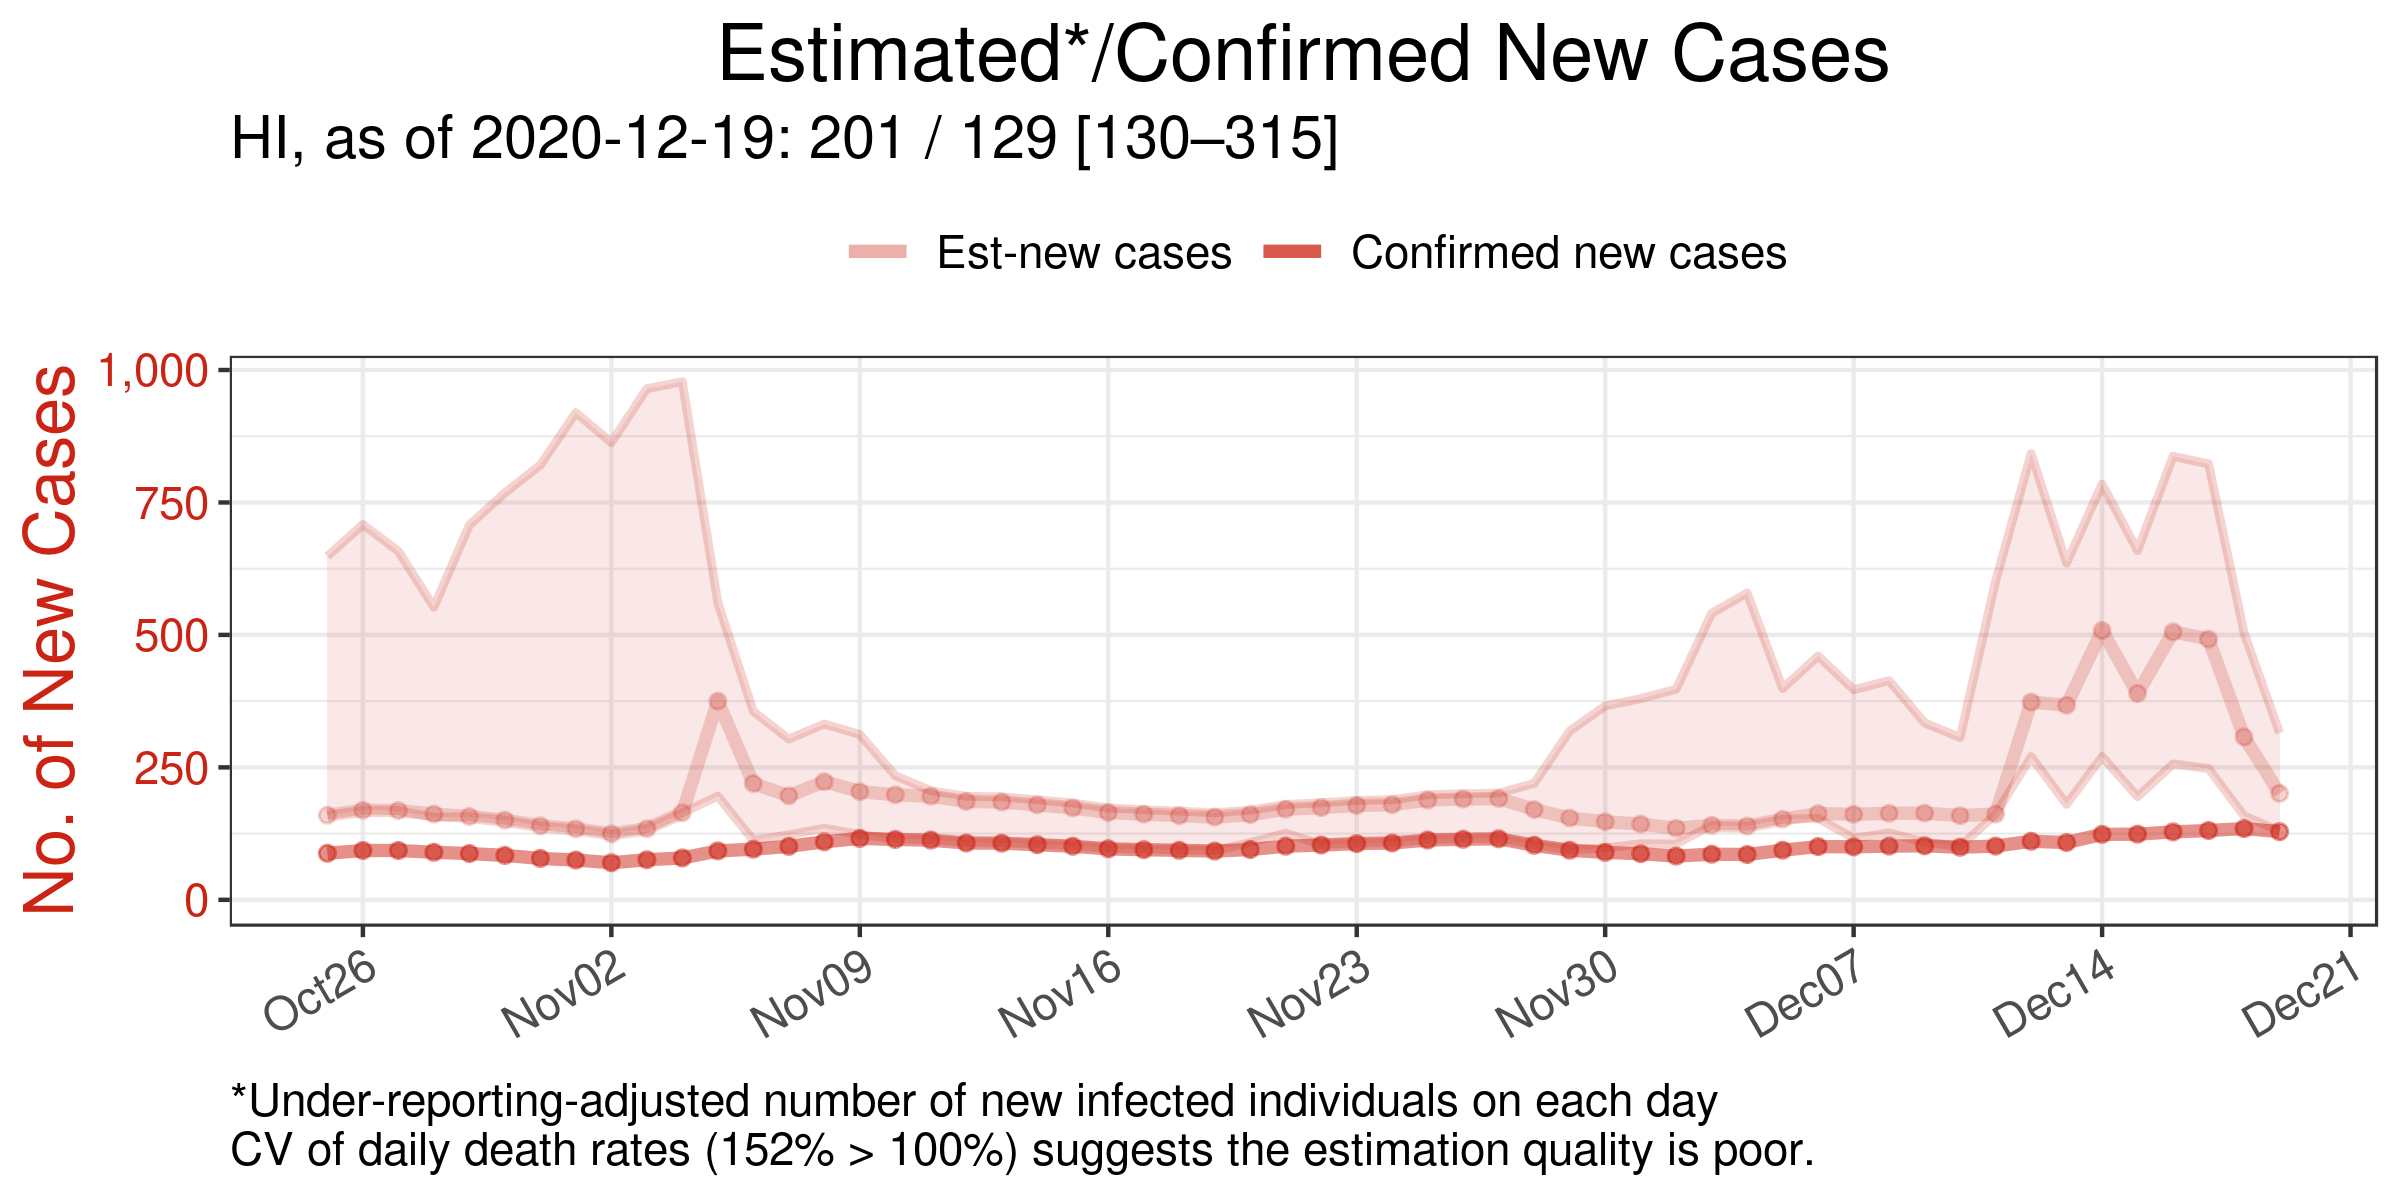 Estimated*/Confirmed New Cases
HI, as of 2020-12-19: 201 / 129 [130–315]
Est-new cases
Confirmed new cases
No. of New Cases
1,000
750
500
250
0
Oct26
Nov02
Nov09
Nov16
Nov23
Nov30
Dec07
Dec14
Dec21
*Under-reporting-adjusted number of new infected individuals on each day
CV of daily death rates (152% > 100%) suggests the estimation quality is poor.